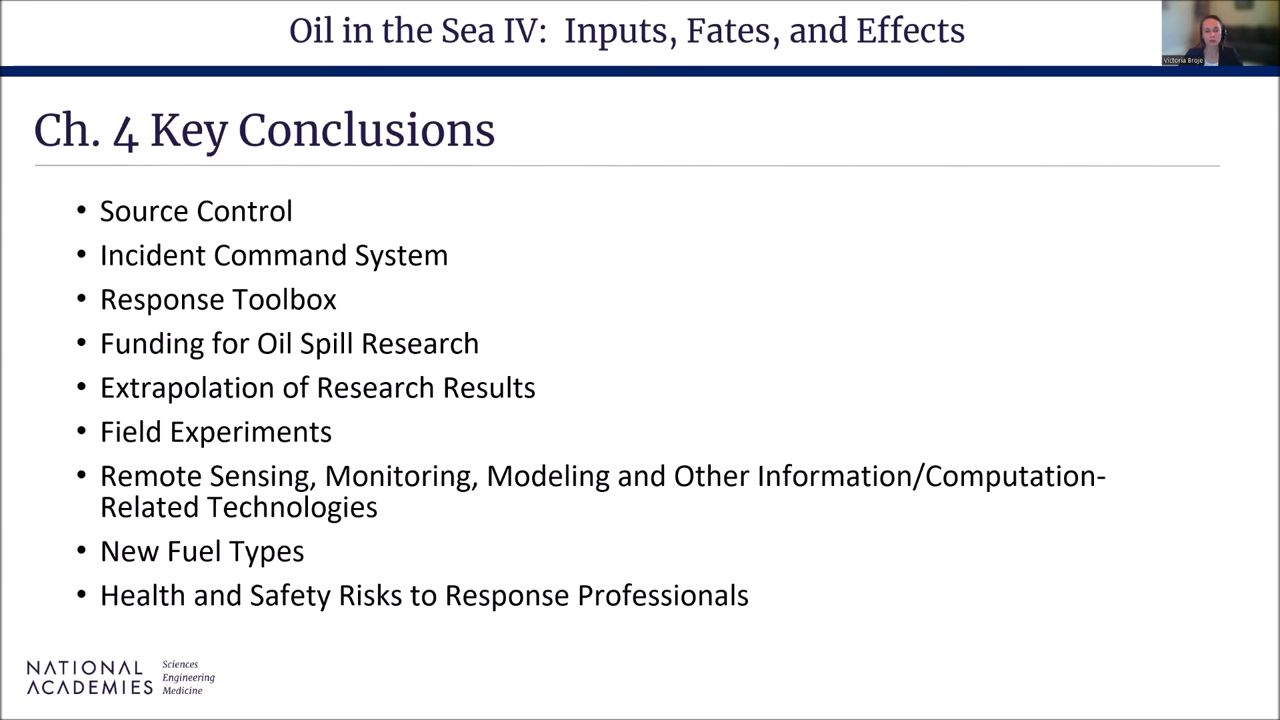 Oil in the Sea IV: Inputs, Fates, and Effects
Victoria Broje
Ch. 4 Key Conclusions
• Source Control
• Incident Command System
• Response Toolbox
• Funding for Oil Spill Research
• Extrapolation of Research Results
• Field Experiments
• Remote Sensing, Monitoring, Modeling and Other Information/Computation-
Related Technologies
• New Fuel Types
• Health and Safety Risks to Response Professionals
NATIONAL
ACADEMIES
Sciences
Engineering
Medicine